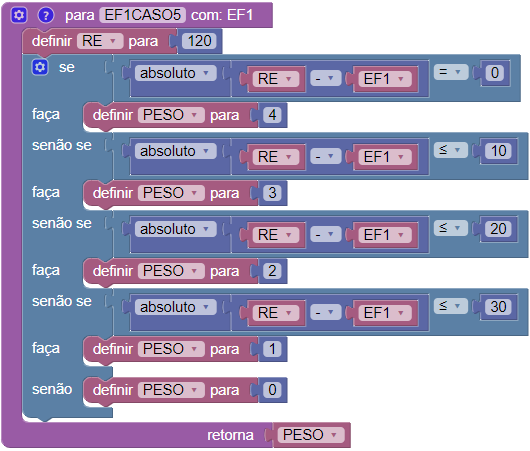 para EF1CASO5 com: EF1
definir RE para 120
se absoluto RE - EF1 = 0
faça definir PESO para 4
senão se absoluto RE - EF1 ≤ 10
faça definir PESO para 3
senão se absoluto RE - EF1 ≤ 20
faça definir PESO para 2
senão se absoluto RE - EF1 ≤ 30
faça definir PESO para 1
senão definir PESO para 0
retorna PESO